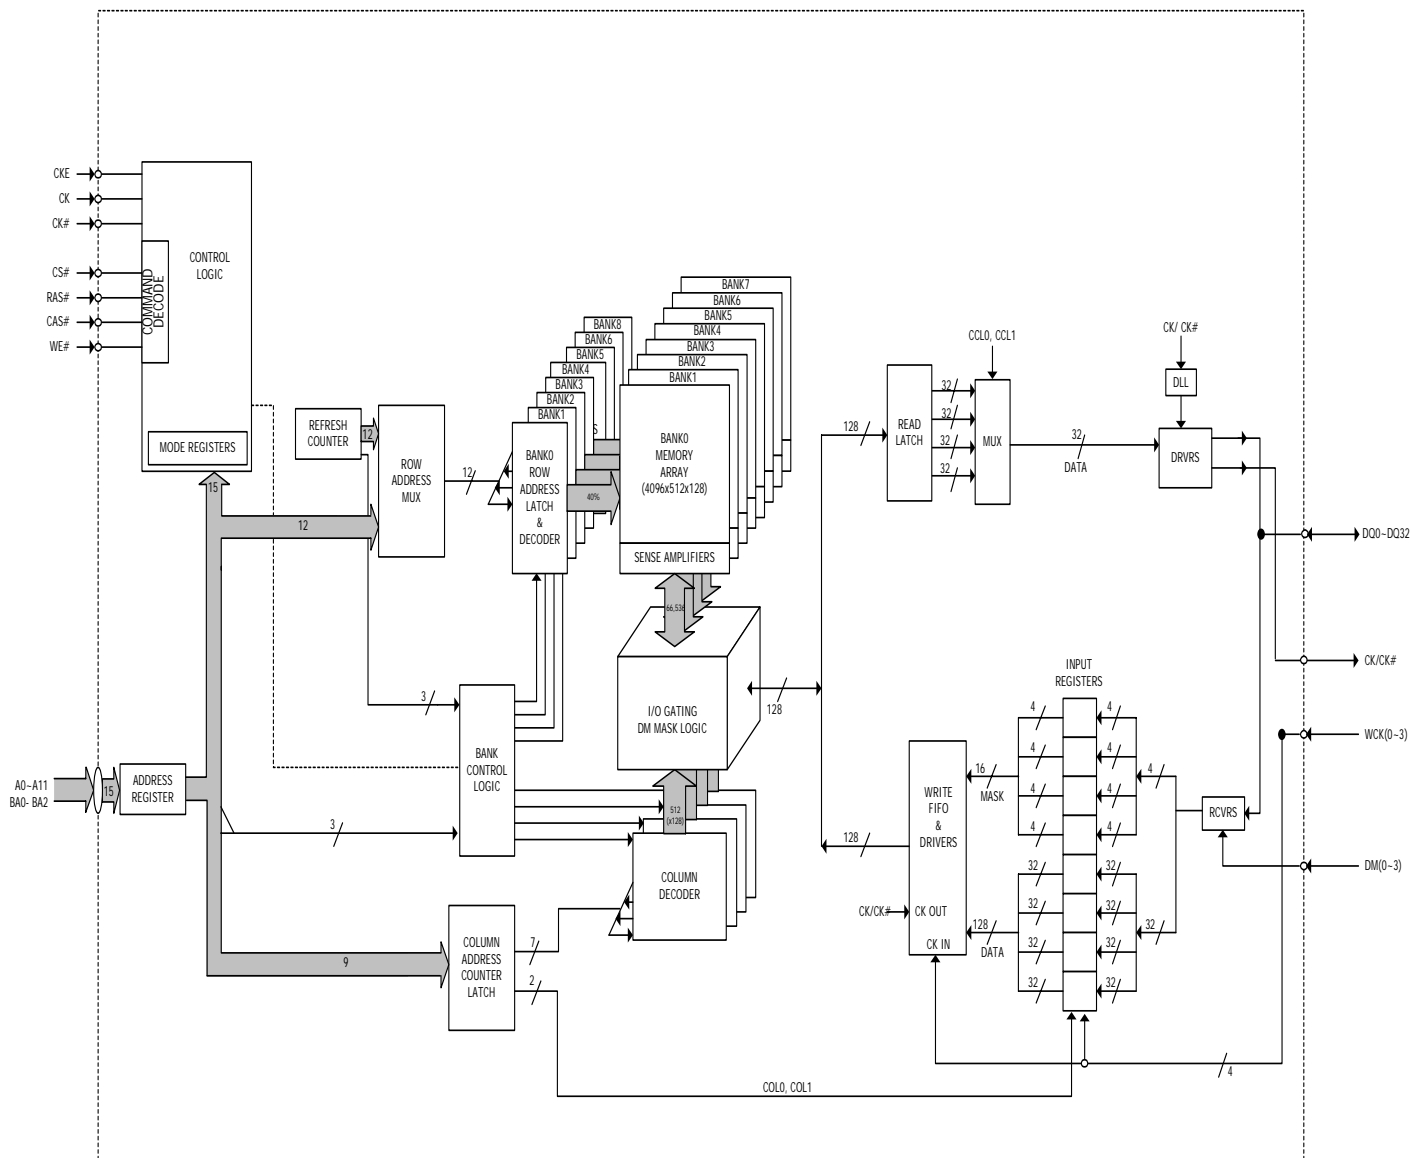 CKE
CK
CK#
CS#
RAS#
CAS#
WE#
COMMAND
DECODE
CONTROL
LOGIC
MODE REGISTERS
15
REFRESH
COUNTER
12
ROW
ADDRESS
MUX
12
12
BANK8
BANK6
BANK5
BANK4
BANK3
BANK2
BANK1
BANK0
ROW
ADDRESS
LATCH
&
DECODER
S
40%
BANK7
BANK6
BANK5
BANK4
BANK3
BANK2
BANK1
BANK0
MEMORY
ARRAY
(4096x512x128)
SENSE AMPLIFIERS
66,536
I/O GATING
DM MASK LOGIC
128
128
READ
LATCH
32
32
32
32
CCL0, CCL1
MUX
32
DATA
CK/ CK#
DLL
DRVRS
DQ0~DQ32
CK/CK#
WCK(0~3)
DM(0~3)
RCVRS
INPUT
REGISTERS
4
4
4
4
4
4
4
4
32
32
32
32
32
32
32
32
4
32
16
MASK
128
DATA
WRITE
FIFO
&
DRIVERS
CK/CK#
CK OUT
CK IN
128
4
A0~A11
BA0- BA2
15
ADDRESS
REGISTER
3
3
BANK
CONTROL
LOGIC
512
(x128)
COLUMN
DECODER
9
COLUMN
ADDRESS
COUNTER
LATCH
7
2
COL0, COL1